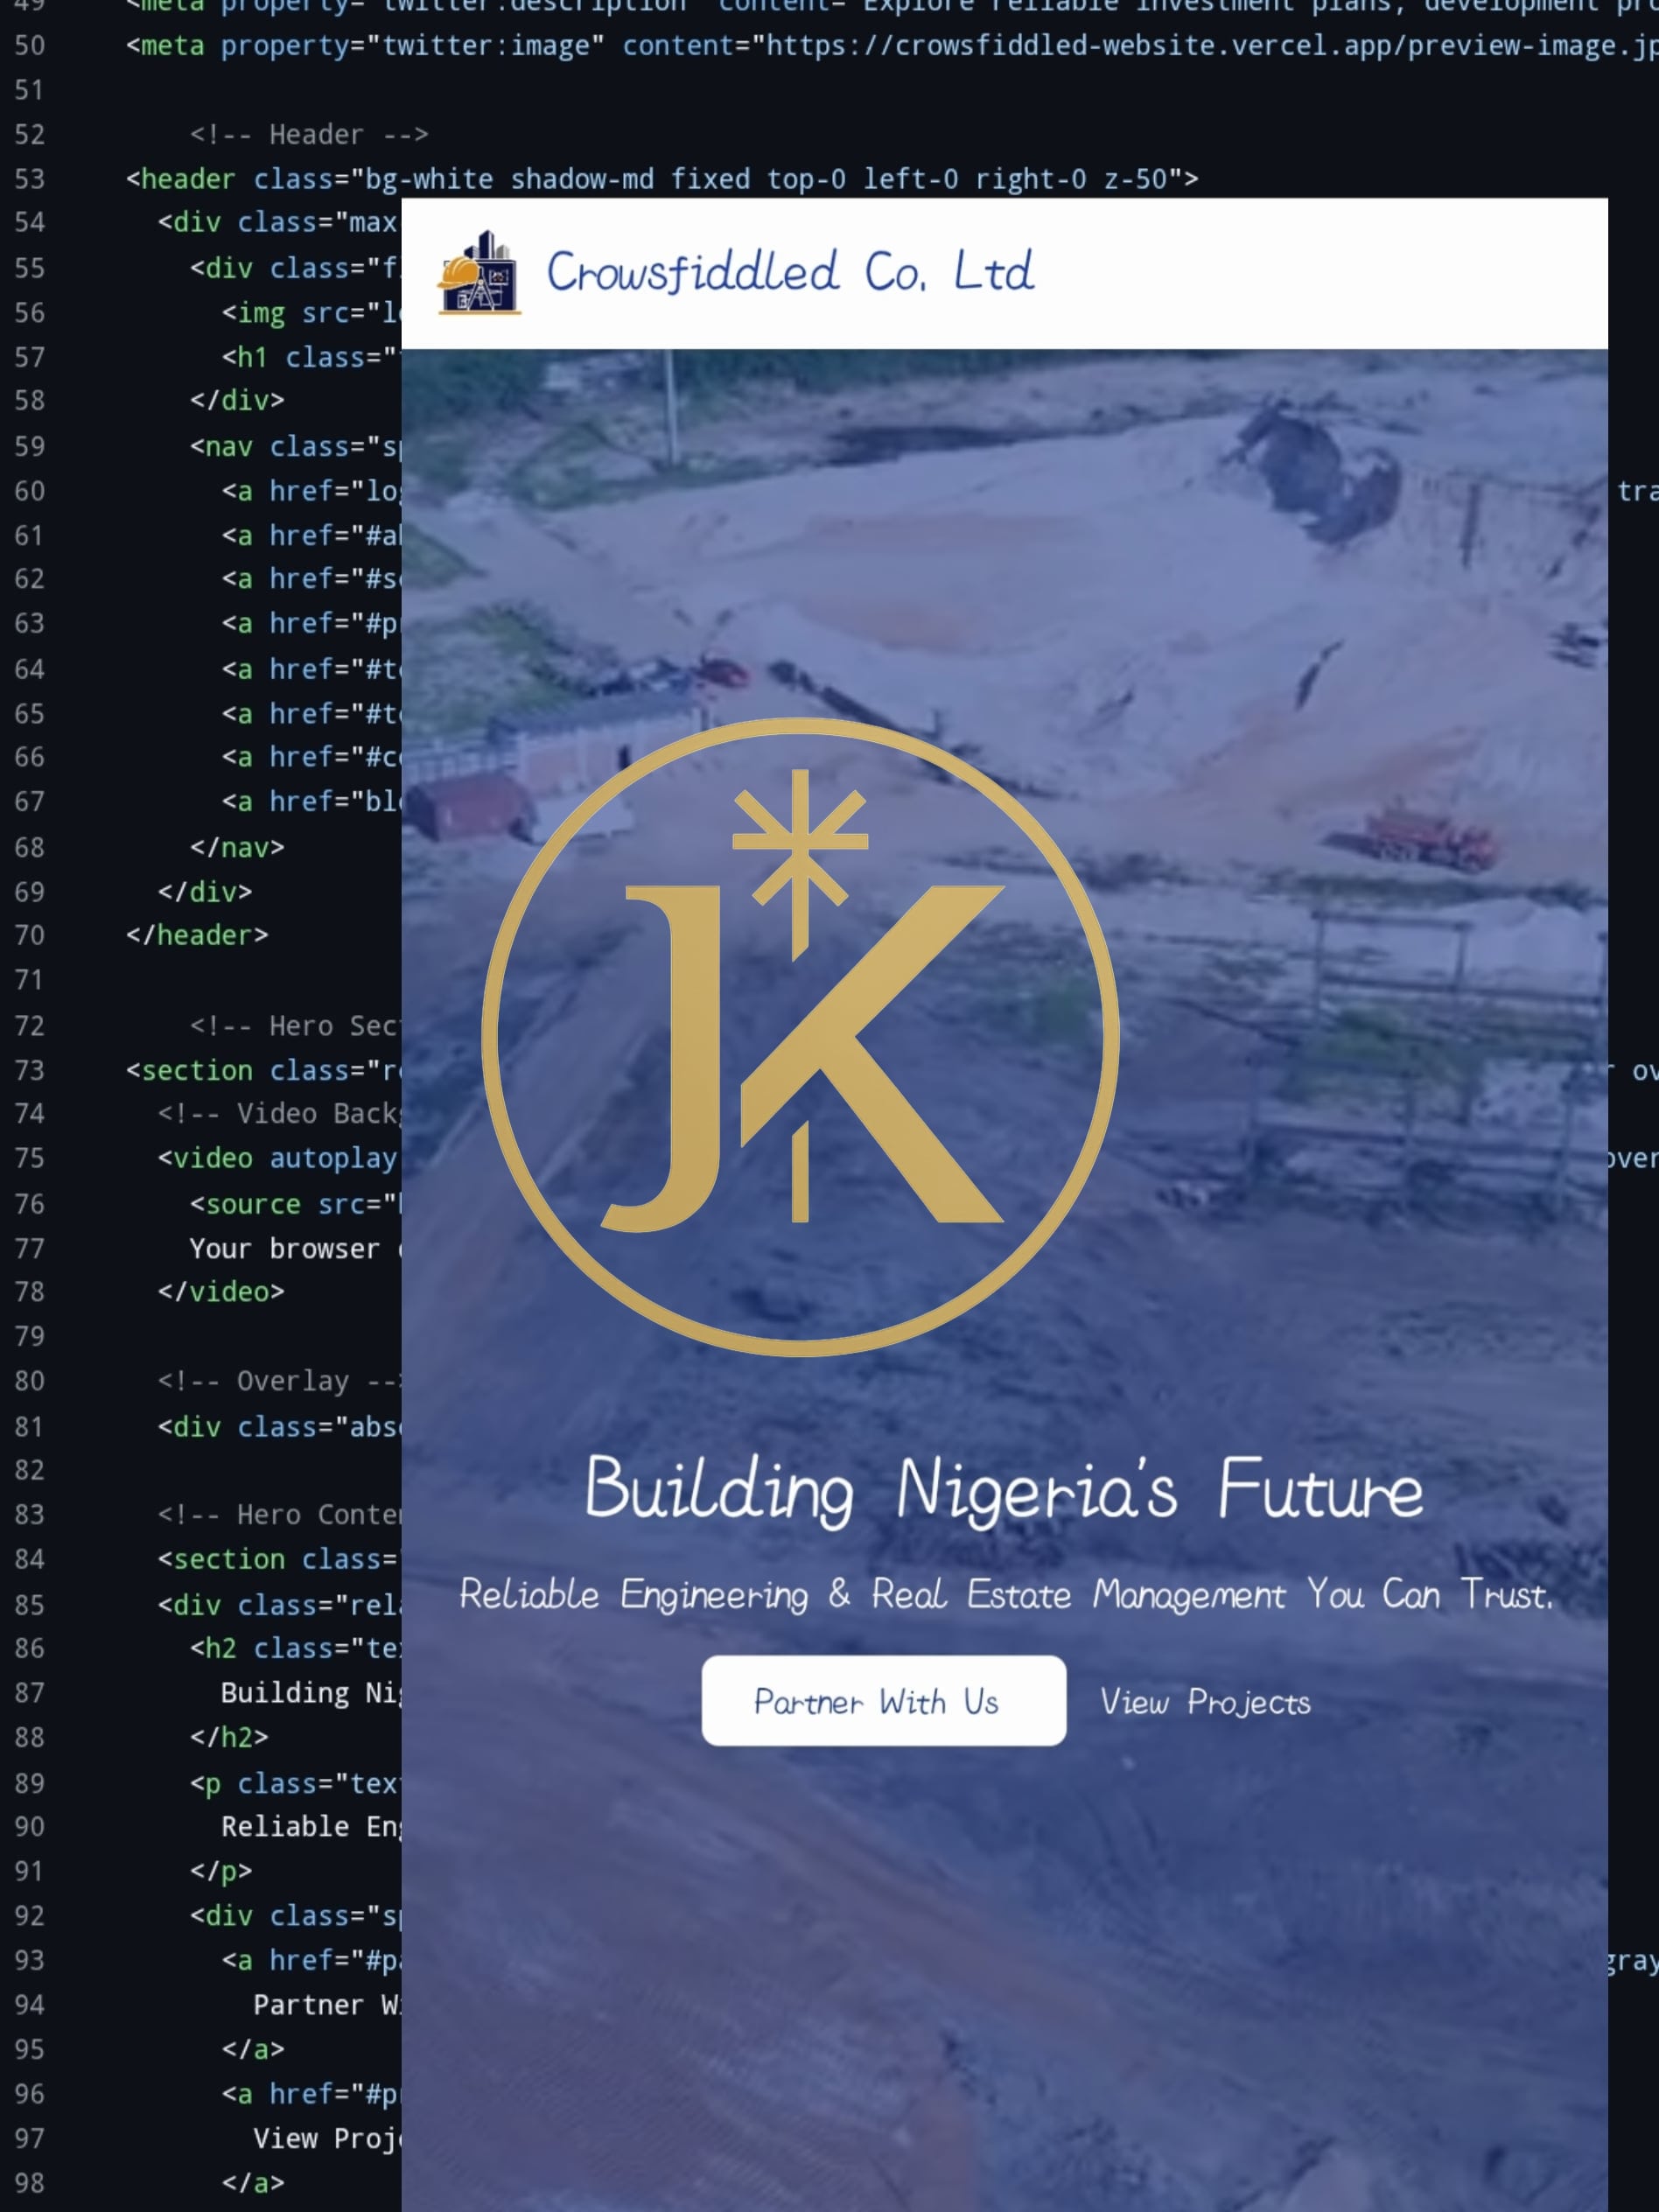 49 <meta property="twitter:description" content="Explore reliable investment plans, development pro
50 <meta property="twitter:image" content="https://crowsfiddled-website.vercel.app/preview-image.jp
51
52 <!-- Header -->
53 <header class="bg-white shadow-md fixed top-0 left-0 right-0 z-50">
54 <div class="max
55 <div class="f
56 <img src="l
57 <h1 class="
58 </div>
59 <nav class="s
60 <a href="lo
tra
61 <a href="#a
62 <a href="#s
63 <a href="#p
64 <a href="#t
65 <a href="#t
66 <a href="#c
67 <a href="bl
68 </nav>
69 </div>
70 </header>
71
72 <!-- Hero Sec
73 <section class="r
ov
74 <!-- Video Back
75 <video autoplay
over
76 <source src="
77 Your browser
78 </video>
79
80 <!-- Overlay --
81 <div class="abs
82
83 <!-- Hero Conte
84 <section class=
85 <div class="rel
86 <h2 class="te
87 Building Ni
88 </h2>
89 <p class="tex
90 Reliable En
91 </p>
92 <div class="s
93 <a href="#p
gray
94 Partner W
95 </a>
96 <a href="#p
97 View Proj
98 </a>
Crowsfiddled Co. Ltd
JK
Building Nigeria's Future
Reliable Engineering & Real Estate Management You Can Trust.
Partner With Us View Projects